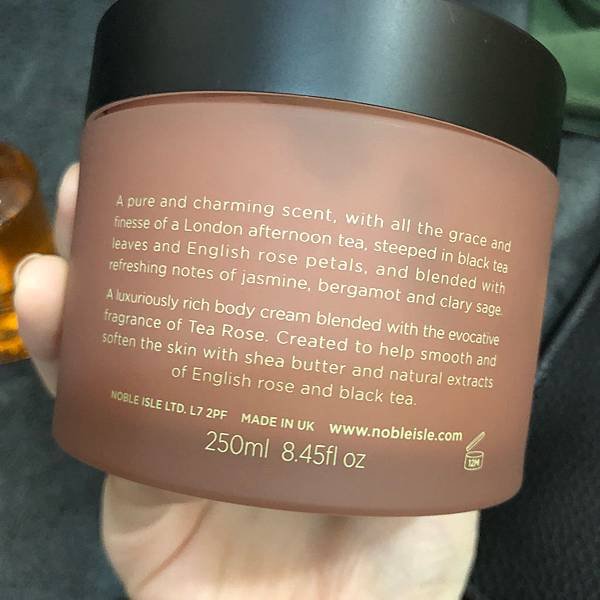 A pure and charming scent, with all the grace and
finesse of a London afternoon tea, steeped in black tea
leaves and English rose petals, and blended with
refreshing notes of jasmine, bergamot and clary sage.
A luxuriously rich body cream blended with the evocative
fragrance of Tea Rose. Created to help smooth and
soften the skin with shea butter and natural extracts
of English rose and black tea.
NOBLE ISLE LTD. L7 2PF MADE IN UK www.nobleisle.com
250ml 8.45fl oz
12M